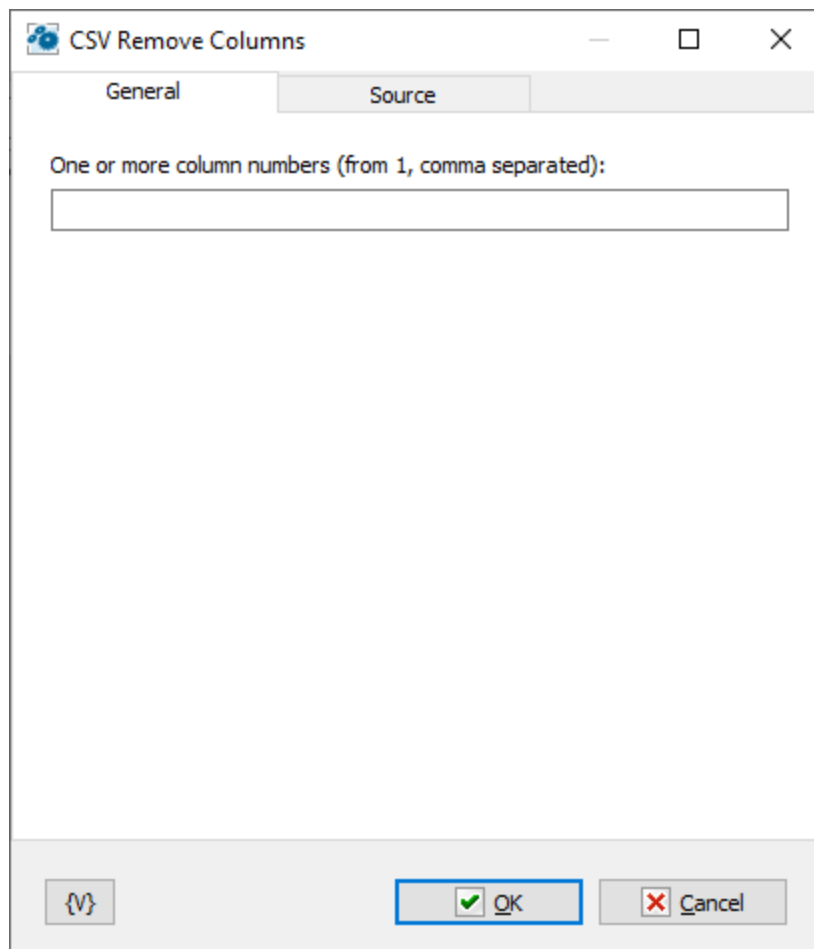 CSV Remove Columns
General
Source
One or more column numbers (from 1, comma separated):
{V}
OK
Cancel